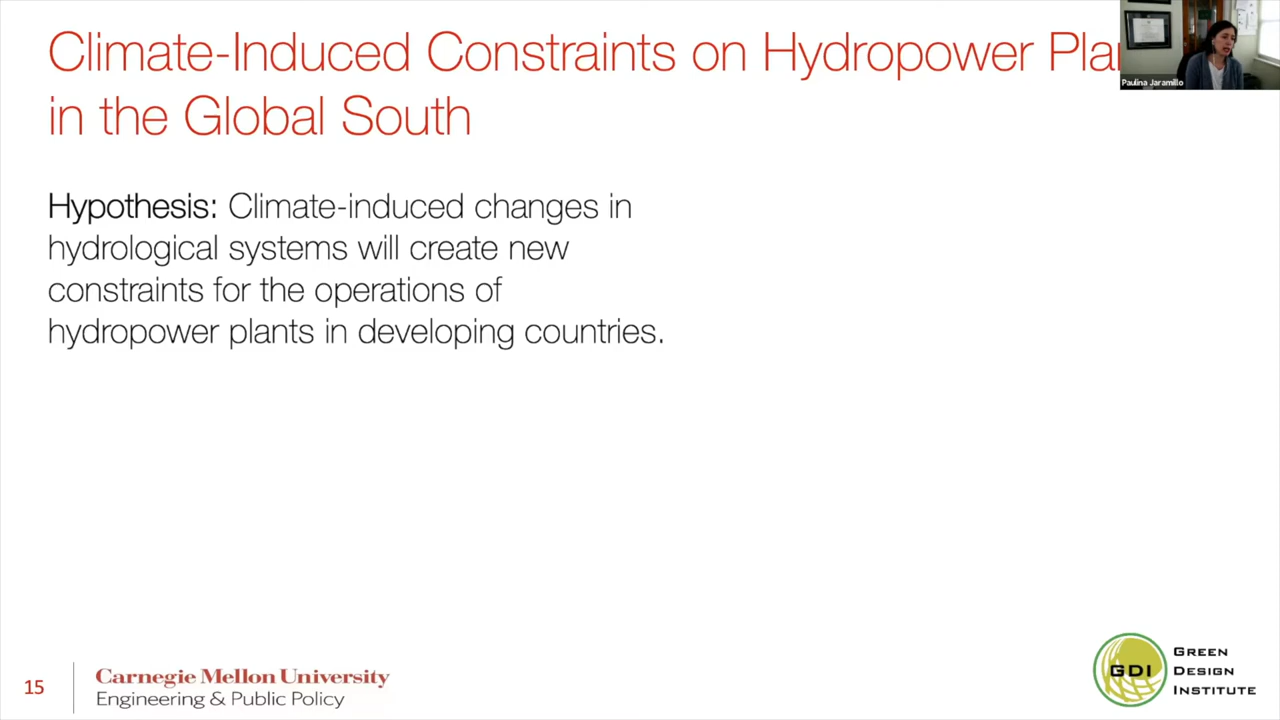 Climate-Induced Constraints on Hydropower Pla
in the Global South
Paulina Jaramillo
Hypothesis: Climate-induced changes in
hydrological systems will create new
constraints for the operations of
hydropower plants in developing countries.
15
Carnegie Mellon University
Engineering & Public Policy
GDI
GREEN
DESIGN
INSTITUTE